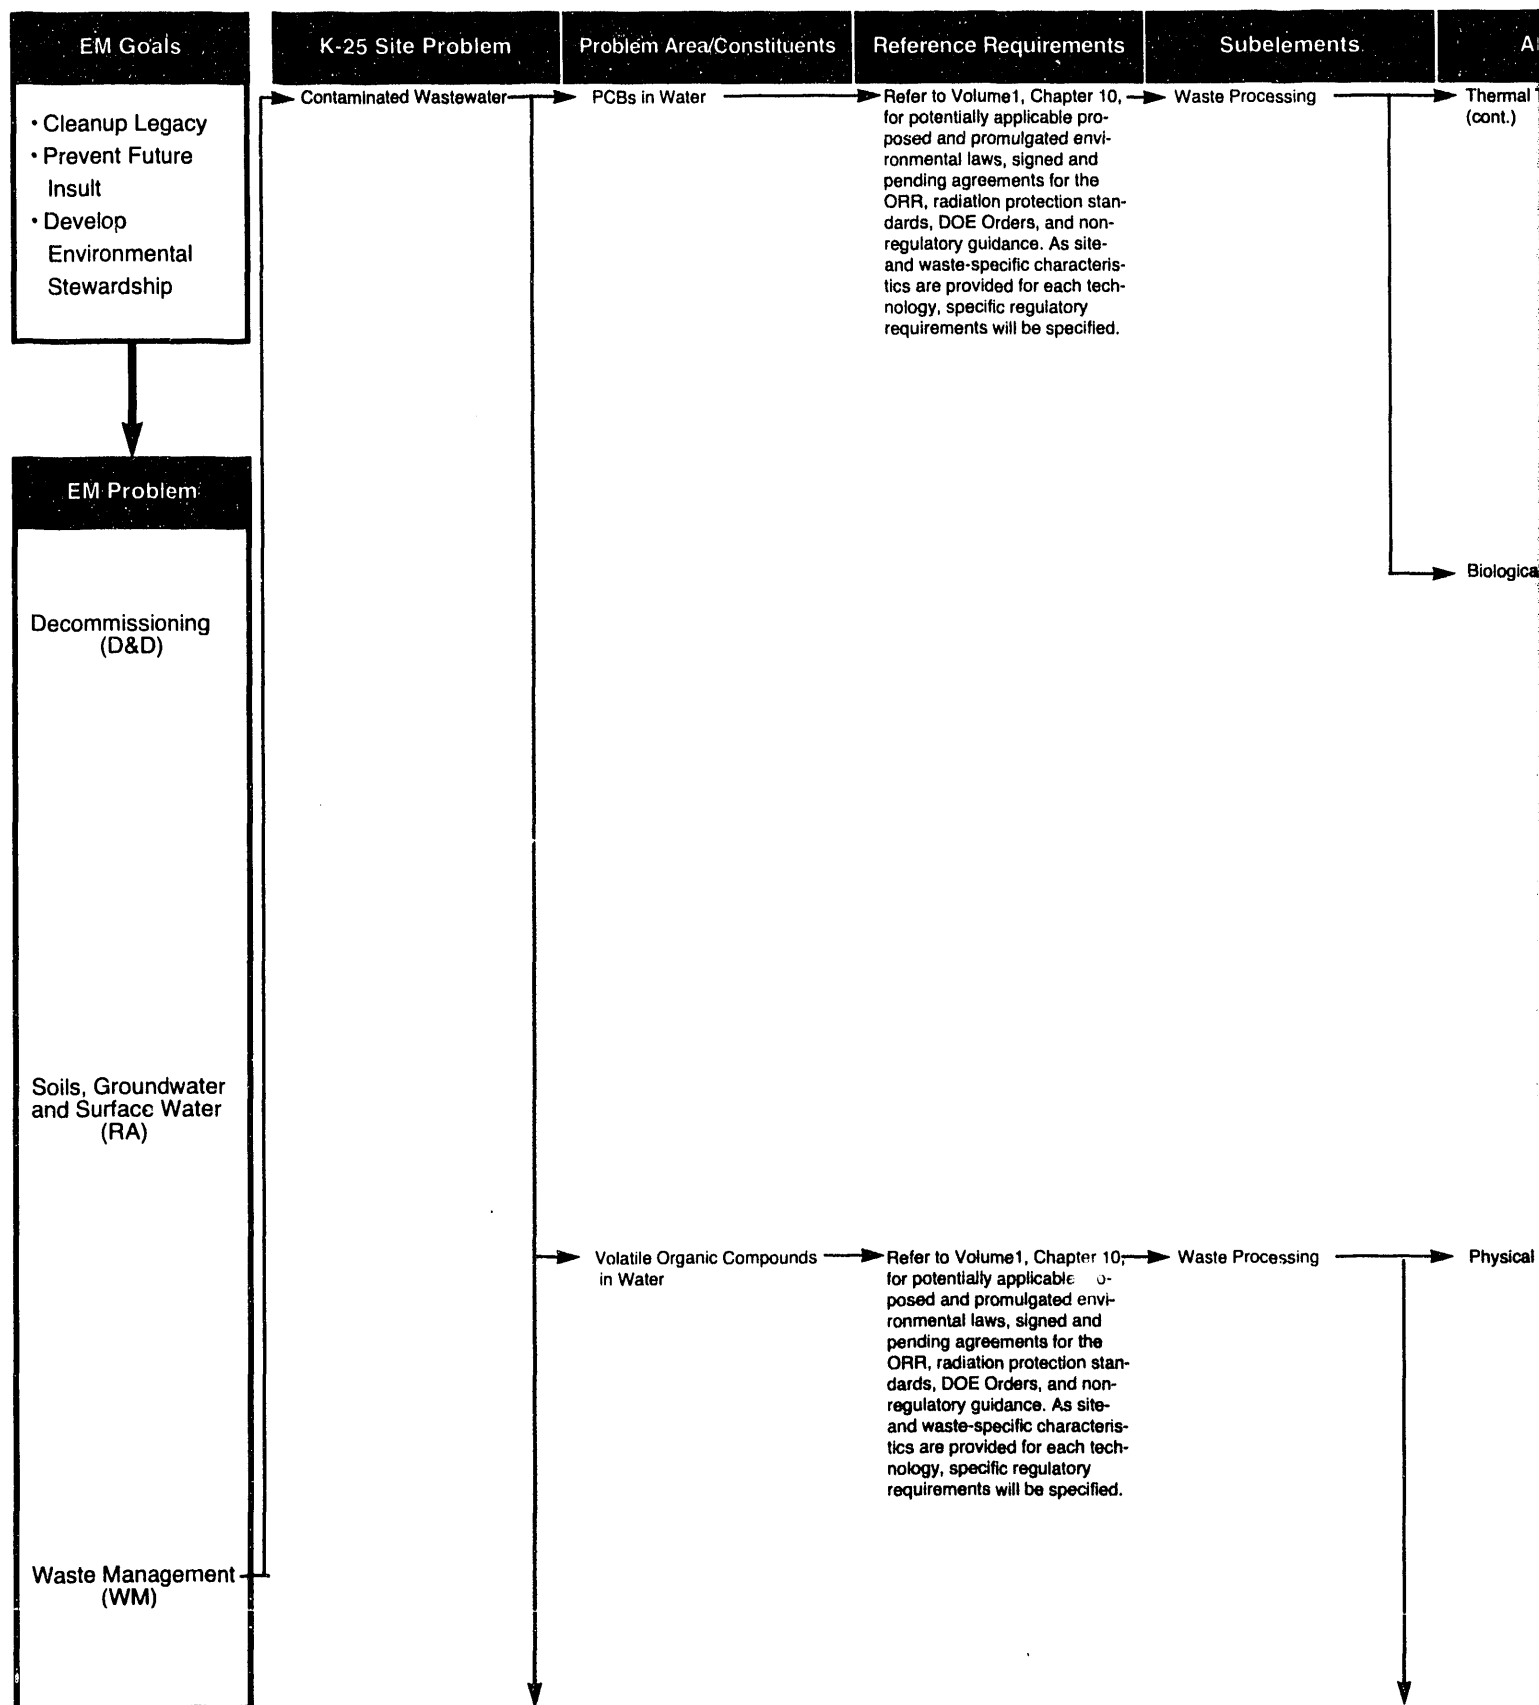 EM Goals
• Cleanup Legacy
• Prevent Future
Insult
• Develop
Environmental
Stewardship
EM Problem
Decommissioning
(D&D)
Soils, Groundwater
and Surface Water
(RA)
Waste Management
(WM)
K-25 Site Problem
Contaminated Wastewater
Problem Area/Constituents
PCBs in Water
Volatile Organic Compounds
in Water
Reference Requirements
Refer to Volume1, Chapter 10,
for potentially applicable pro-
posed and promulgated envi-
ronmental laws, signed and
pending agreements for the
ORR, radiation protection stan-
dards, DOE Orders, and non-
regulatory guidance. As site-
and waste-specific characteris-
tics are provided for each tech-
nology, specific regulatory
requirements will be specified.
Refer to Volume1, Chapter 10,
for potentially applicable o-
posed and promulgated envi-
ronmental laws, signed and
pending agreements for the
ORR, radiation protection stan-
dards, DOE Orders, and non-
regulatory guidance. As site-
and waste-specific characteris-
tics are provided for each tech-
nology, specific regulatory
requirements will be specified.
Subelements
Waste Processing
Waste Processing
Thermal
(cont.)
Biologica
Physical